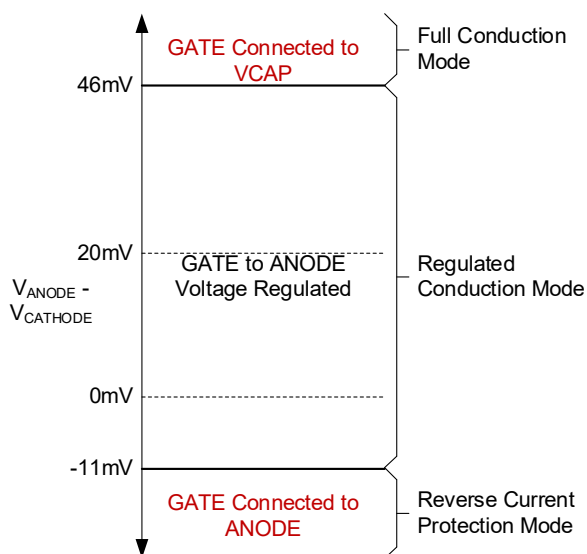 GATE Connected to
VCAP
Full Conduction
Mode
46mV
20mV
GATE to ANODE
Voltage Regulated
Regulated
Conduction Mode
VANODE -
VCATHODE
0mV
-11mV
GATE Connected to
ANODE
Reverse Current
Protection Mode